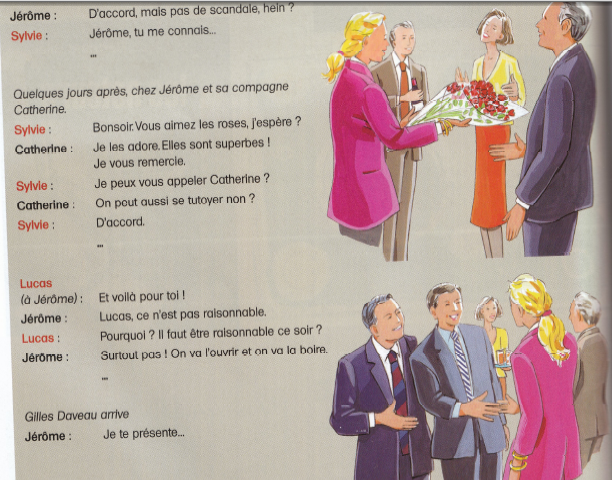 Jérôme : D'accord, mais pas de scandale, hein ?
Sylvie : Jérôme, tu me connais...
...
Quelques jours après, chez Jérôme et sa compagne
Catherine.
Sylvie : Bonsoir. Vous aimez les roses, j'espère ?
Catherine : Je les adore. Elles sont superbes !
Je vous remercie.
Sylvie : Je peux vous appeler Catherine ?
Catherine : On peut aussi se tutoyer non ?
Sylvie : D'accord.
...
Lucas
(à Jérôme) : Et voilà pour toi !
Jérôme : Lucas, ce n'est pas raisonnable.
Lucas : Pourquoi ? Il faut être raisonnable ce soir ?
Jérôme : Surtout pas ! On va l'ouvrir et on va la boire.
...
Gilles Daveau arrive
Jérôme : Je te présente...